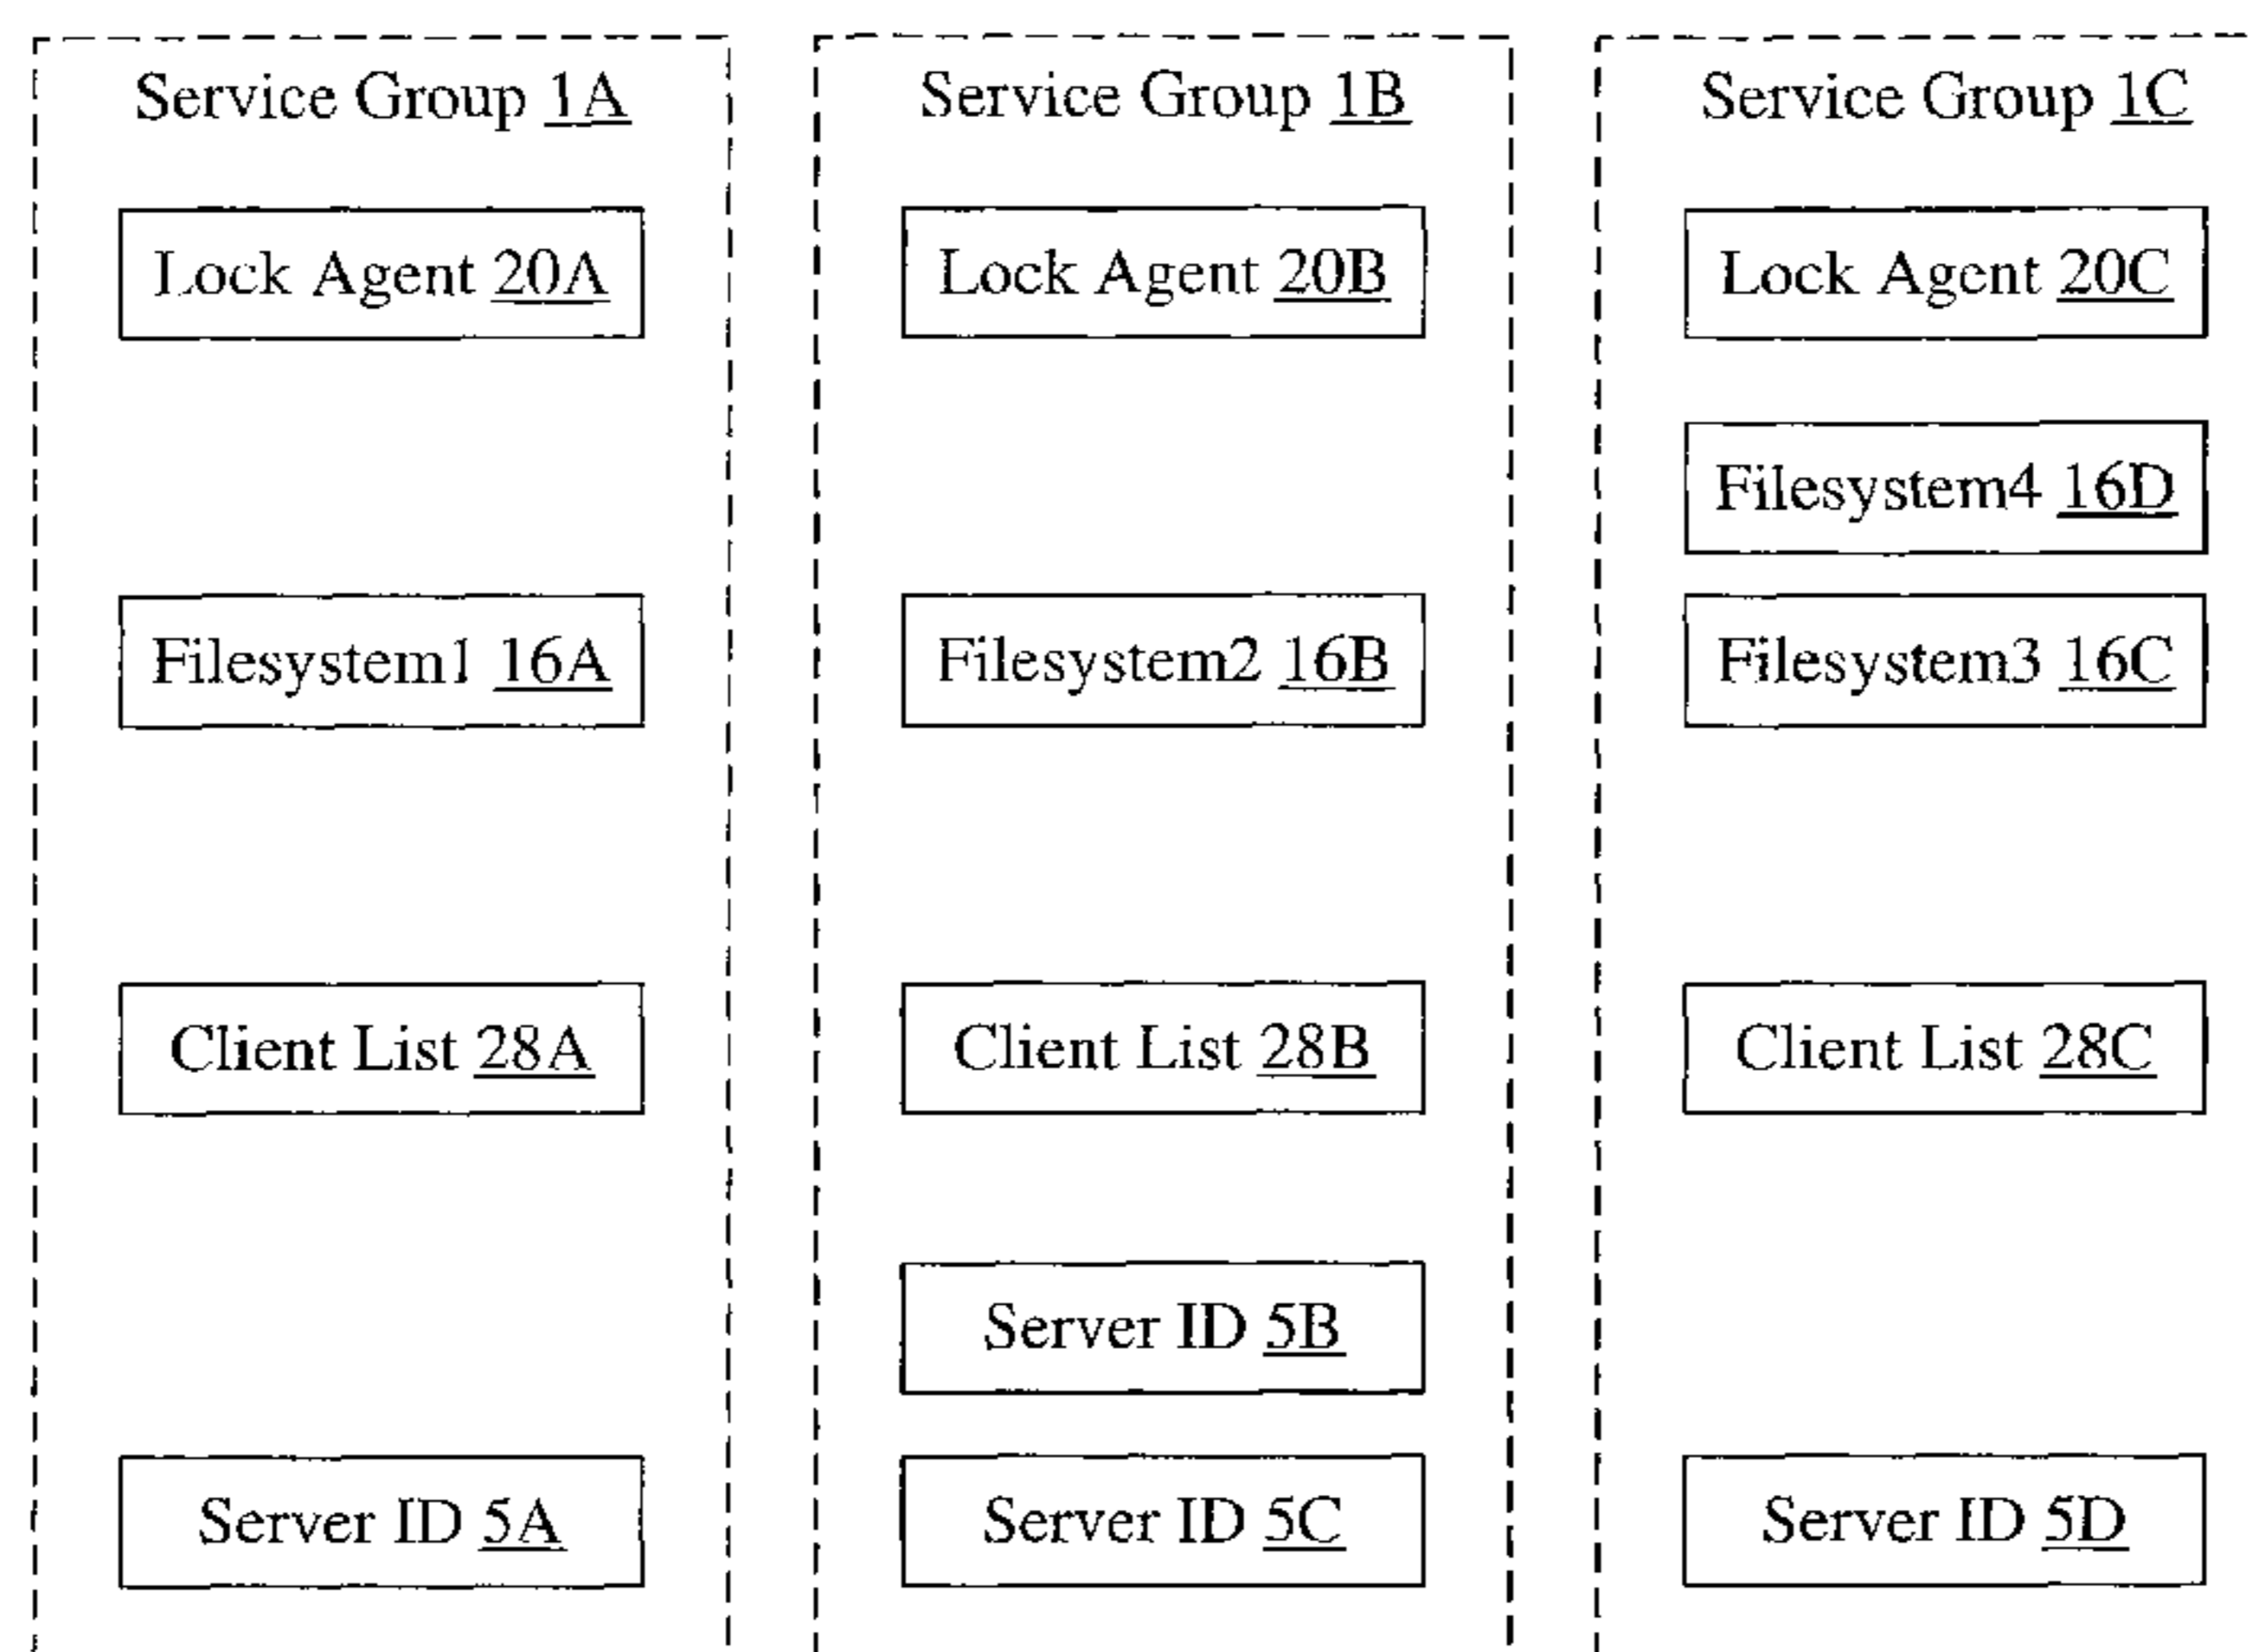 Service Group 1A
Lock Agent 20A
Filesystem1 16A
Client List 28A
Server ID 5A
Service Group 1B
Lock Agent 20B
Filesystem2 16B
Client List 28B
Server ID 5B
Server ID 5C
Service Group 1C
Lock Agent 20C
Filesystem4 16D
Filesystem3 16C
Client List 28C
Server ID 5D